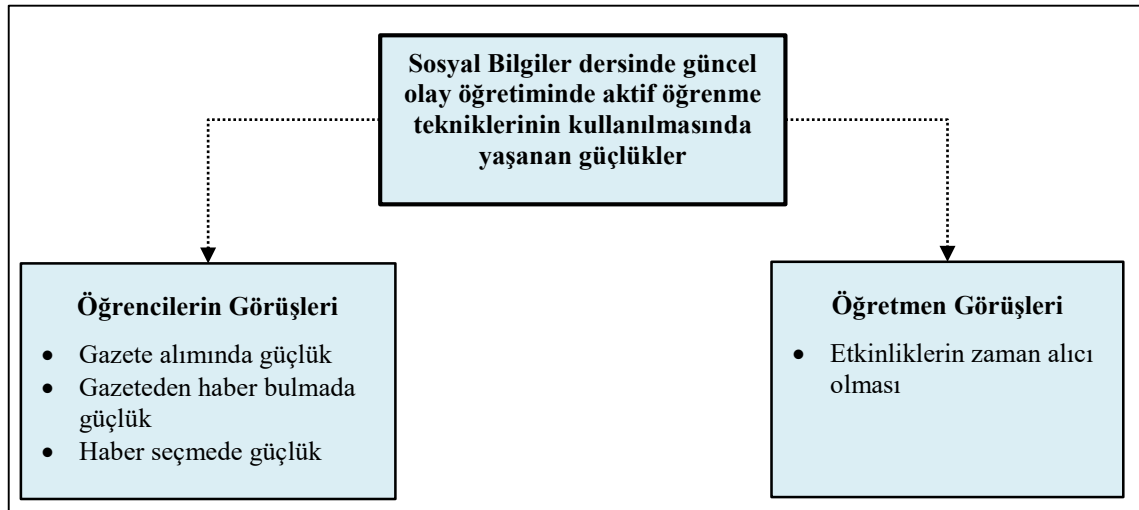 Sosyal Bilgiler dersinde güncel
olay öğretiminde aktif öğrenme
tekniklerinin kullanılmasında
yaşanan güçlükler
Öğrencilerin Görüşleri
• Gazete alımında güçlük
• Gazeteden haber bulmada
güçlük
• Haber seçmede güçlük
Öğretmen Görüşleri
• Etkinliklerin zaman alıcı
olması